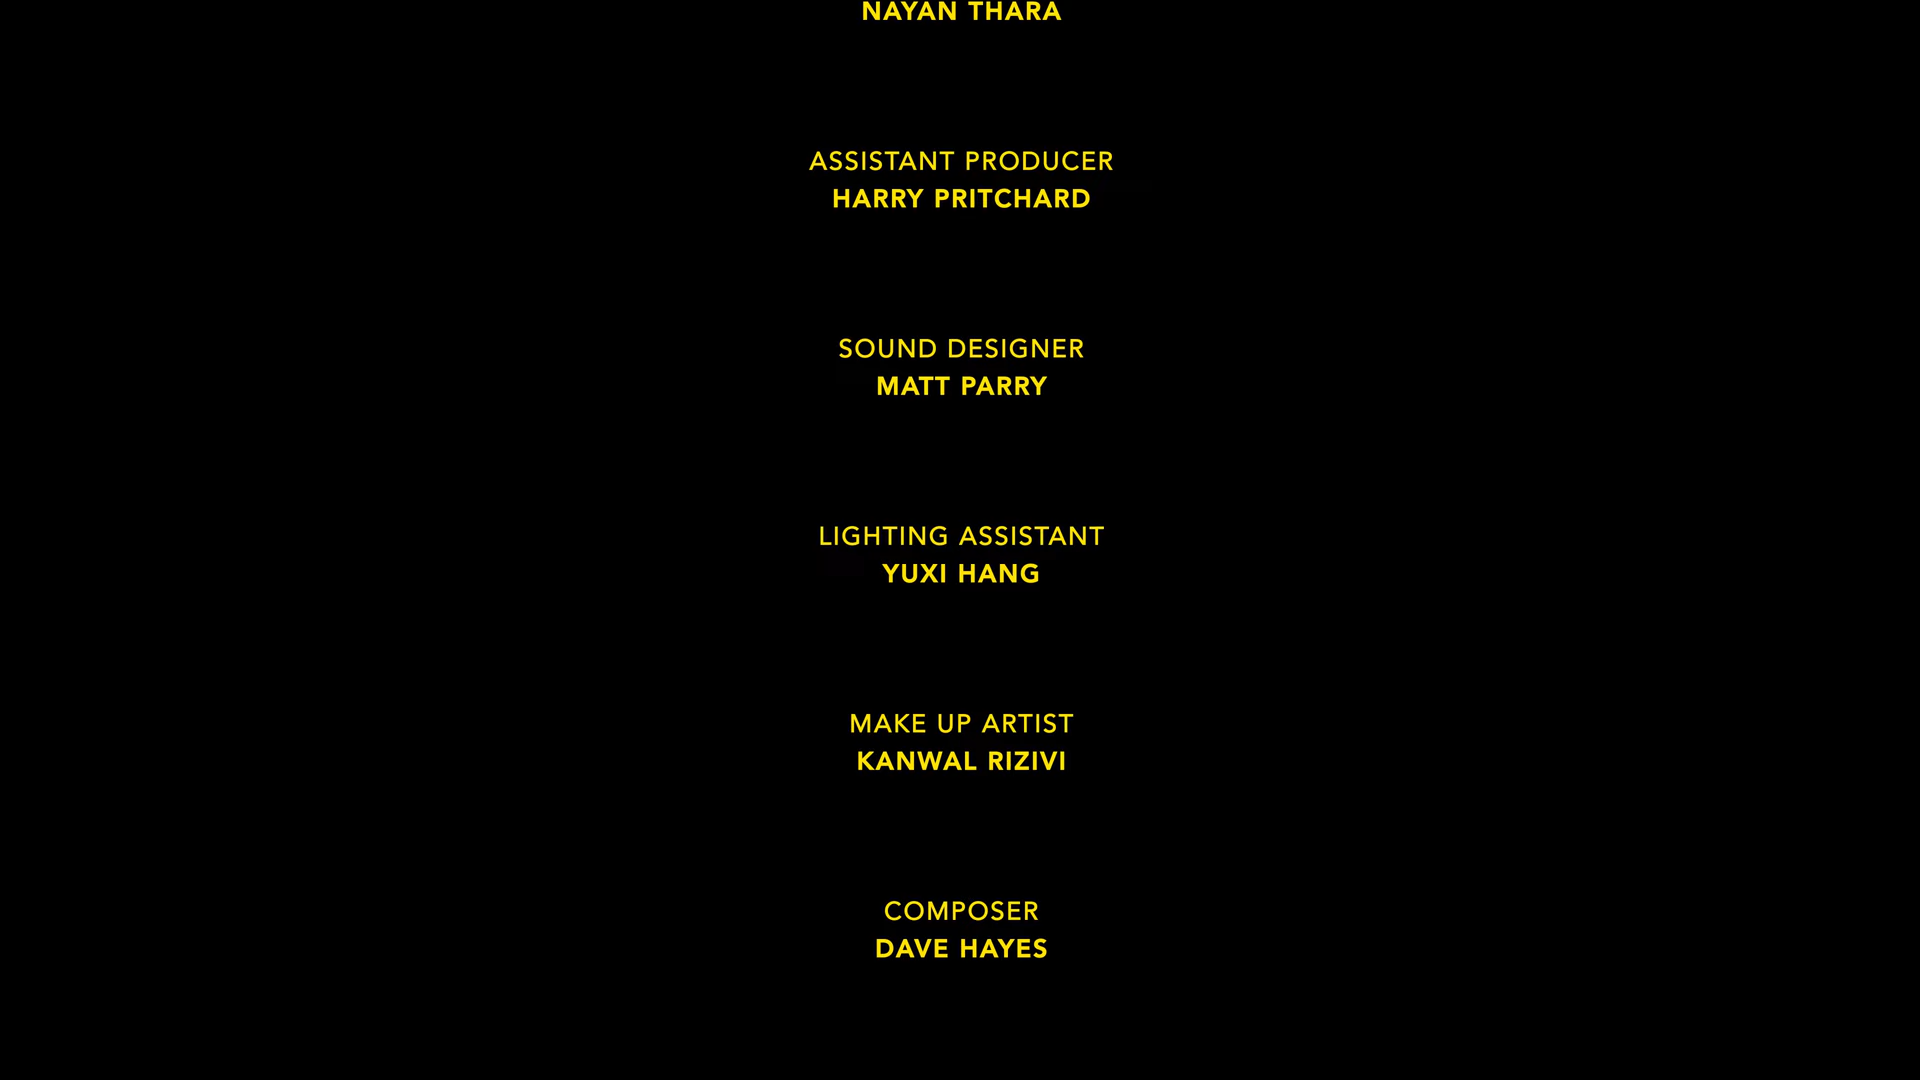 NAYAN THARA
ASSISTANT PRODUCER
HARRY PRITCHARD
SOUND DESIGNER
MATT PARRY
LIGHTING ASSISTANT
YUXI HANG
MAKE UP ARTIST
KANWAL RIZIVI
COMPOSER
DAVE HAYES